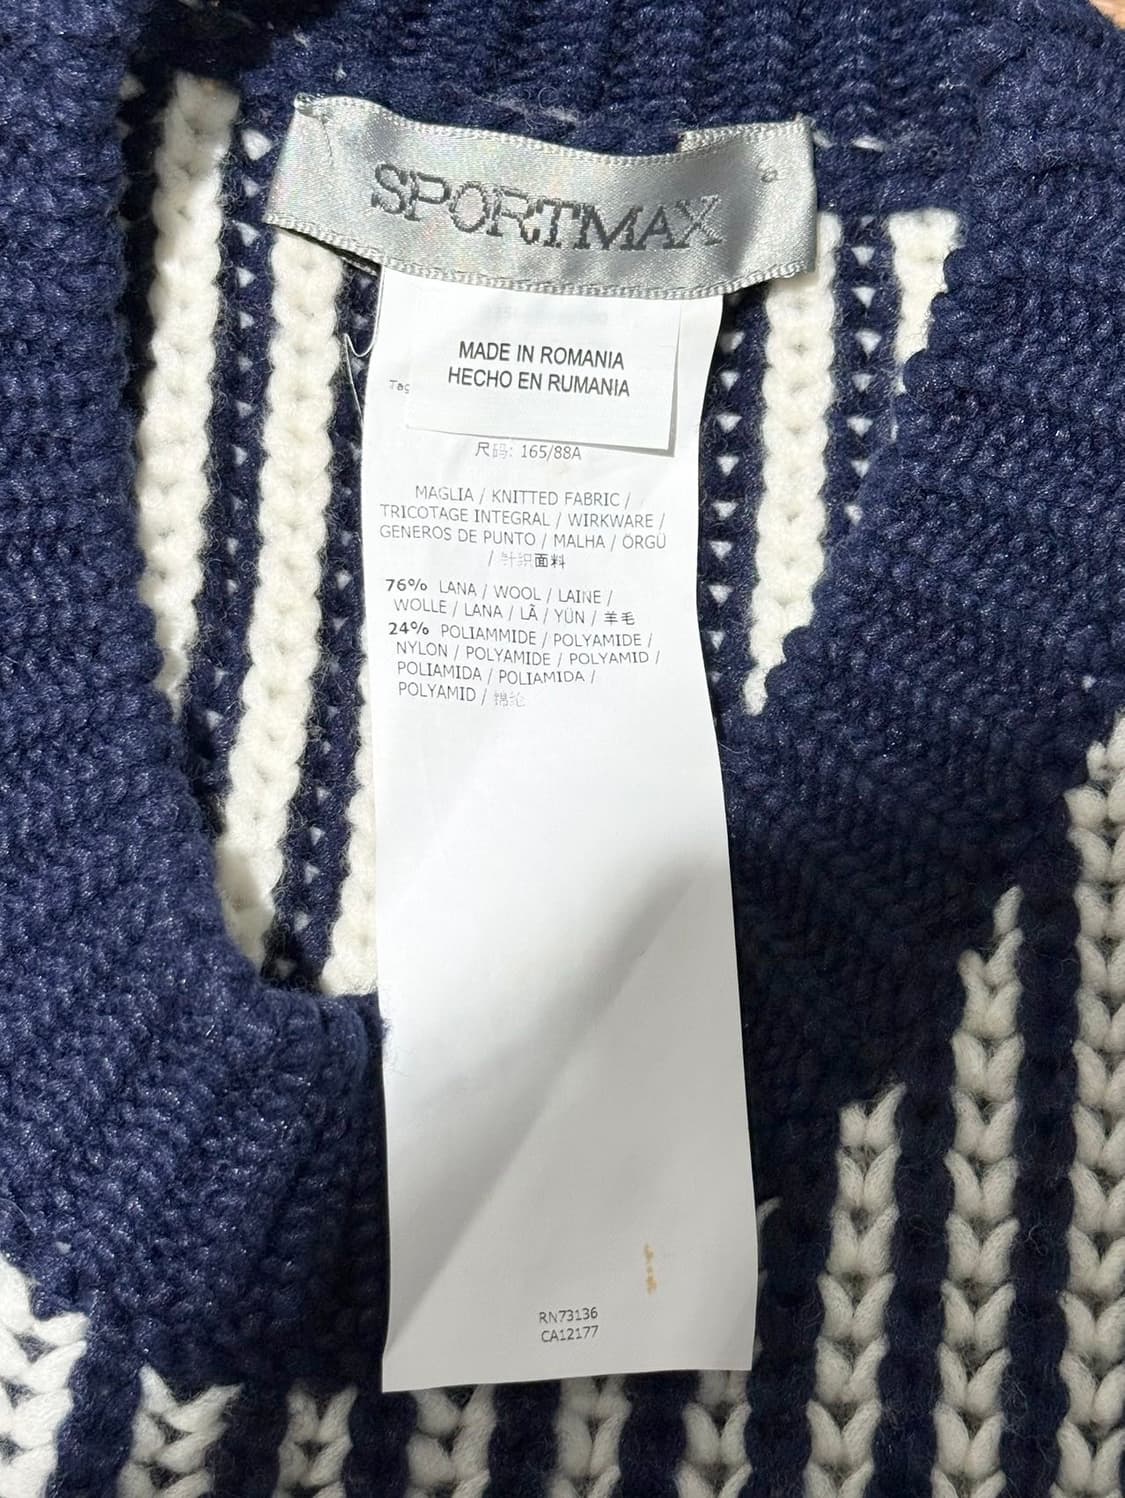 SPORTMAX
MADE IN ROMANIA
HECHO EN RUMANIA
Tag
尺码: 165/88A
MAGLIA / KNITTED FABRIC /
TRICOTAGE INTEGRAL / WIRKWARE /
GENEROS DE PUNTO / MALHA / ÖRGÜ
/ 针织面料
76% LANA / WOOL / LAINE /
WOLLE / LANA / LÃ / YÜN / 羊毛
24% POLIAMMIDE / POLYAMIDE /
NYLON / POLYAMIDE / POLYAMID /
POLIAMIDA / POLIAMIDA /
POLYAMID / 锦纶
RN73136
CA12177